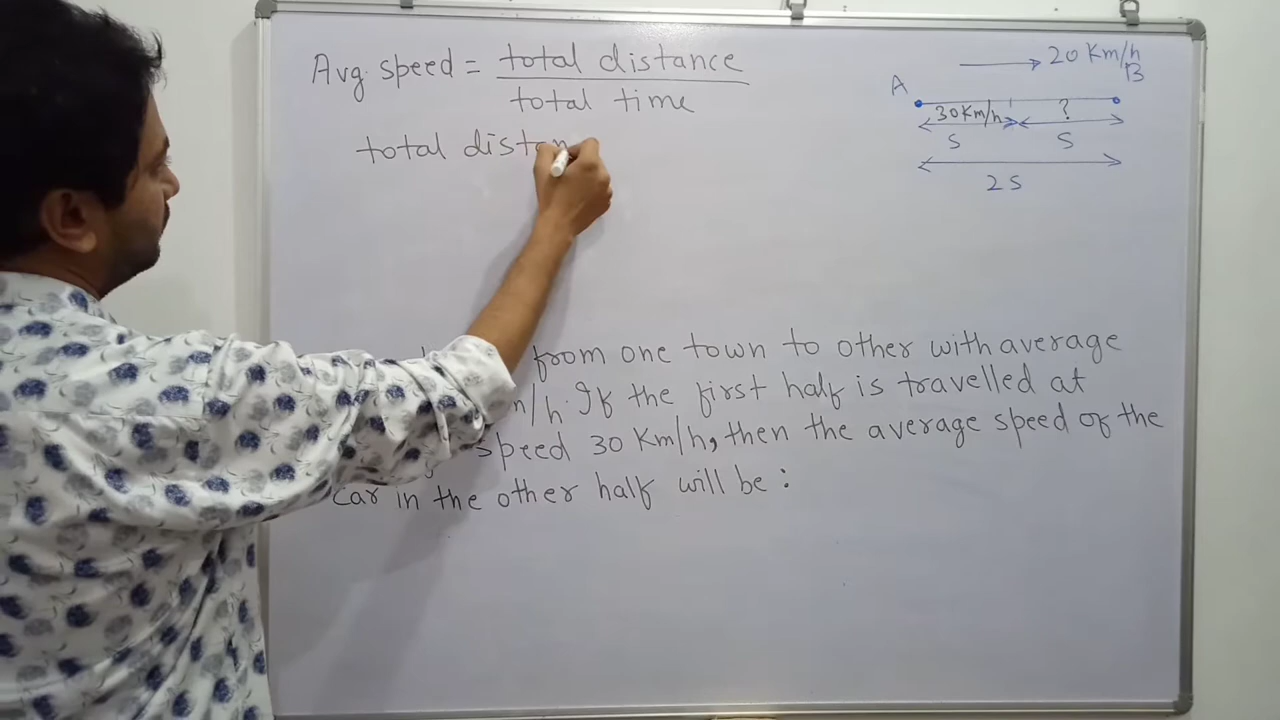 Avg. speed = total distance
total time
total distan
A
20 Km/h
B
30 Km/h
?
S
S
2S
from one town to other with average
n/h. If the first half is travelled at
speed 30 Km/h, then the average speed of the
car in the other half will be: